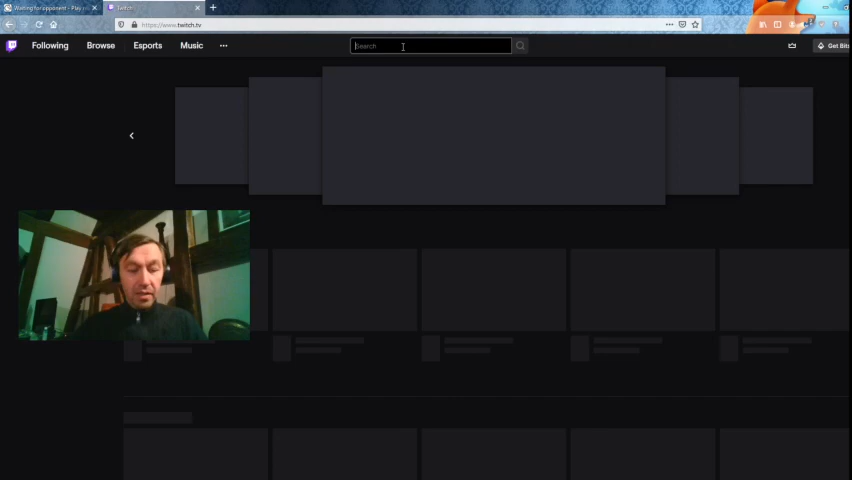 Waiting for opponent - Play
Twitch
https://www.twitch.tv
Following Browse Esports Music
Search
Get Bits